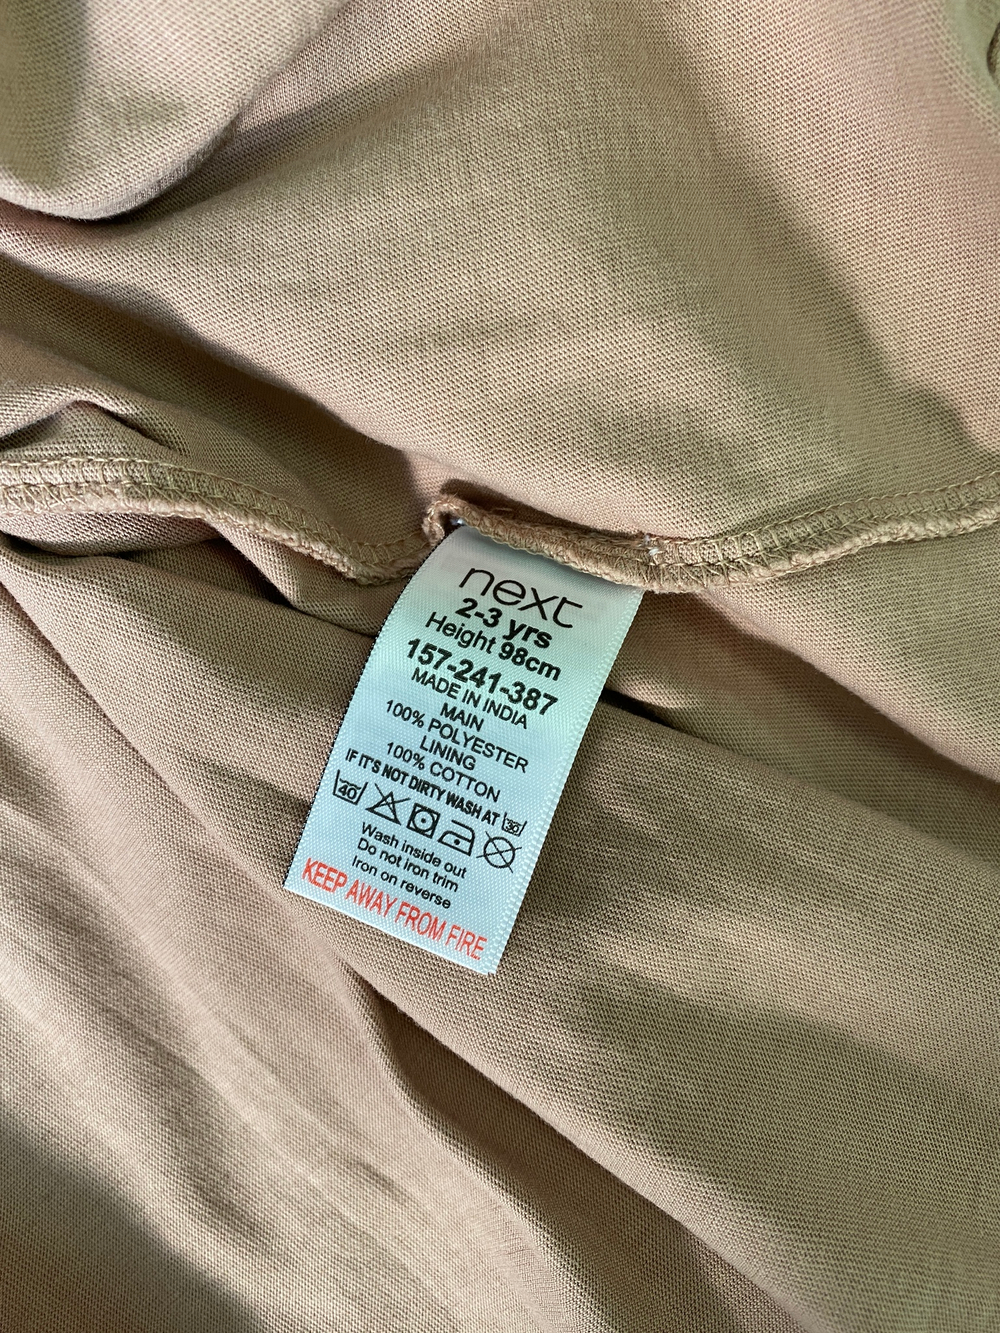 next
2-3 yrs
Height 98cm
157-241-387
MADE IN INDIA
MAIN
100% POLYESTER
LINING
100% COTTON
IF IT'S NOT DIRTY WASH AT 30
40
Wash inside out
Do not iron trim
Iron on reverse
KEEP AWAY FROM FIRE